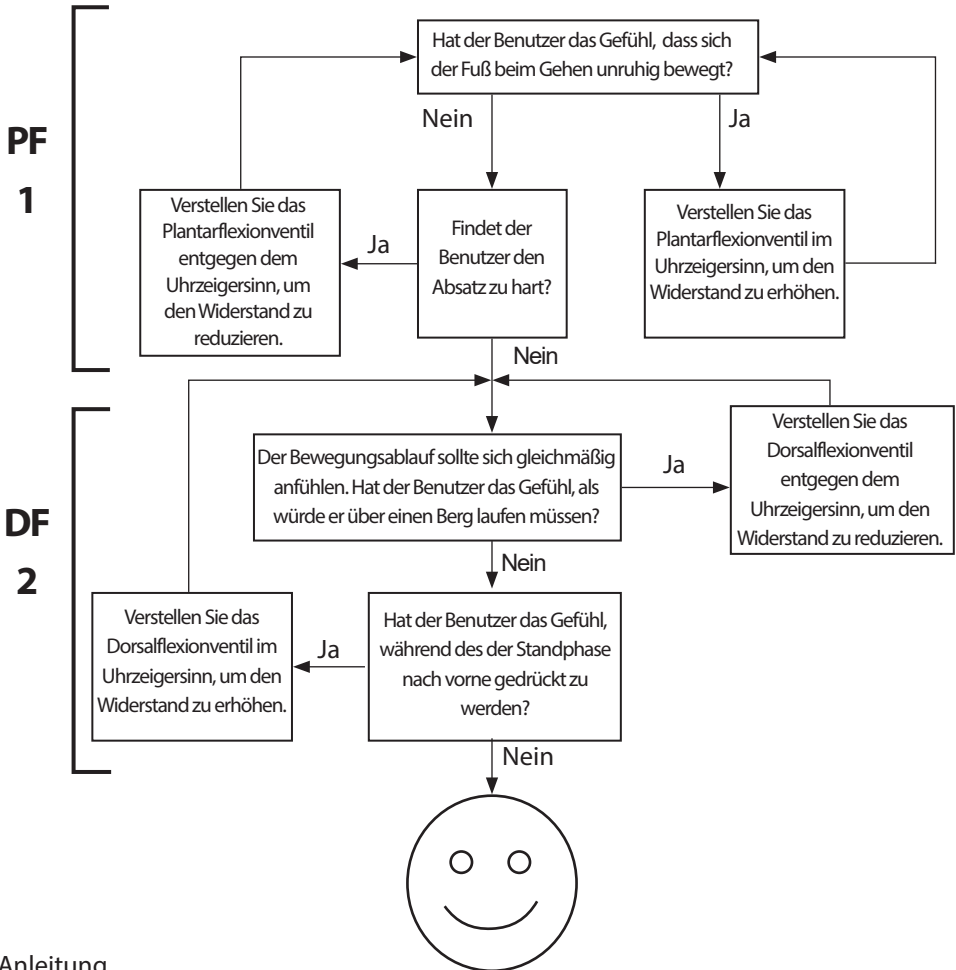 Hat der Benutzer das Gefühl, dass sich
der Fuß beim Gehen unruhig bewegt?
Nein
Ja
PF
1
Verstellen Sie das
Plantarflexionventil
entgegen dem
Uhrzeigersinn, um
den Widerstand zu
reduzieren.
Ja
Findet der
Benutzer den
Absatz zu hart?
Verstellen Sie das
Plantarflexionventil im
Uhrzeigersinn, um den
Widerstand zu erhöhen.
Nein
DF
2
Der Bewegungsablauf sollte sich gleichmäßig
anfühlen. Hat der Benutzer das Gefühl, als
würde er über einen Berg laufen müssen?
Ja
Verstellen Sie das
Dorsalflexionventil
entgegen dem
Uhrzeigersinn, um den
Widerstand zu reduzieren.
Nein
Verstellen Sie das
Dorsalflexionventil im
Uhrzeigersinn, um den
Widerstand zu erhöhen.
Ja
Hat der Benutzer das Gefühl,
während des der Standphase
nach vorne gedrückt zu
werden?
Nein
Anleitung